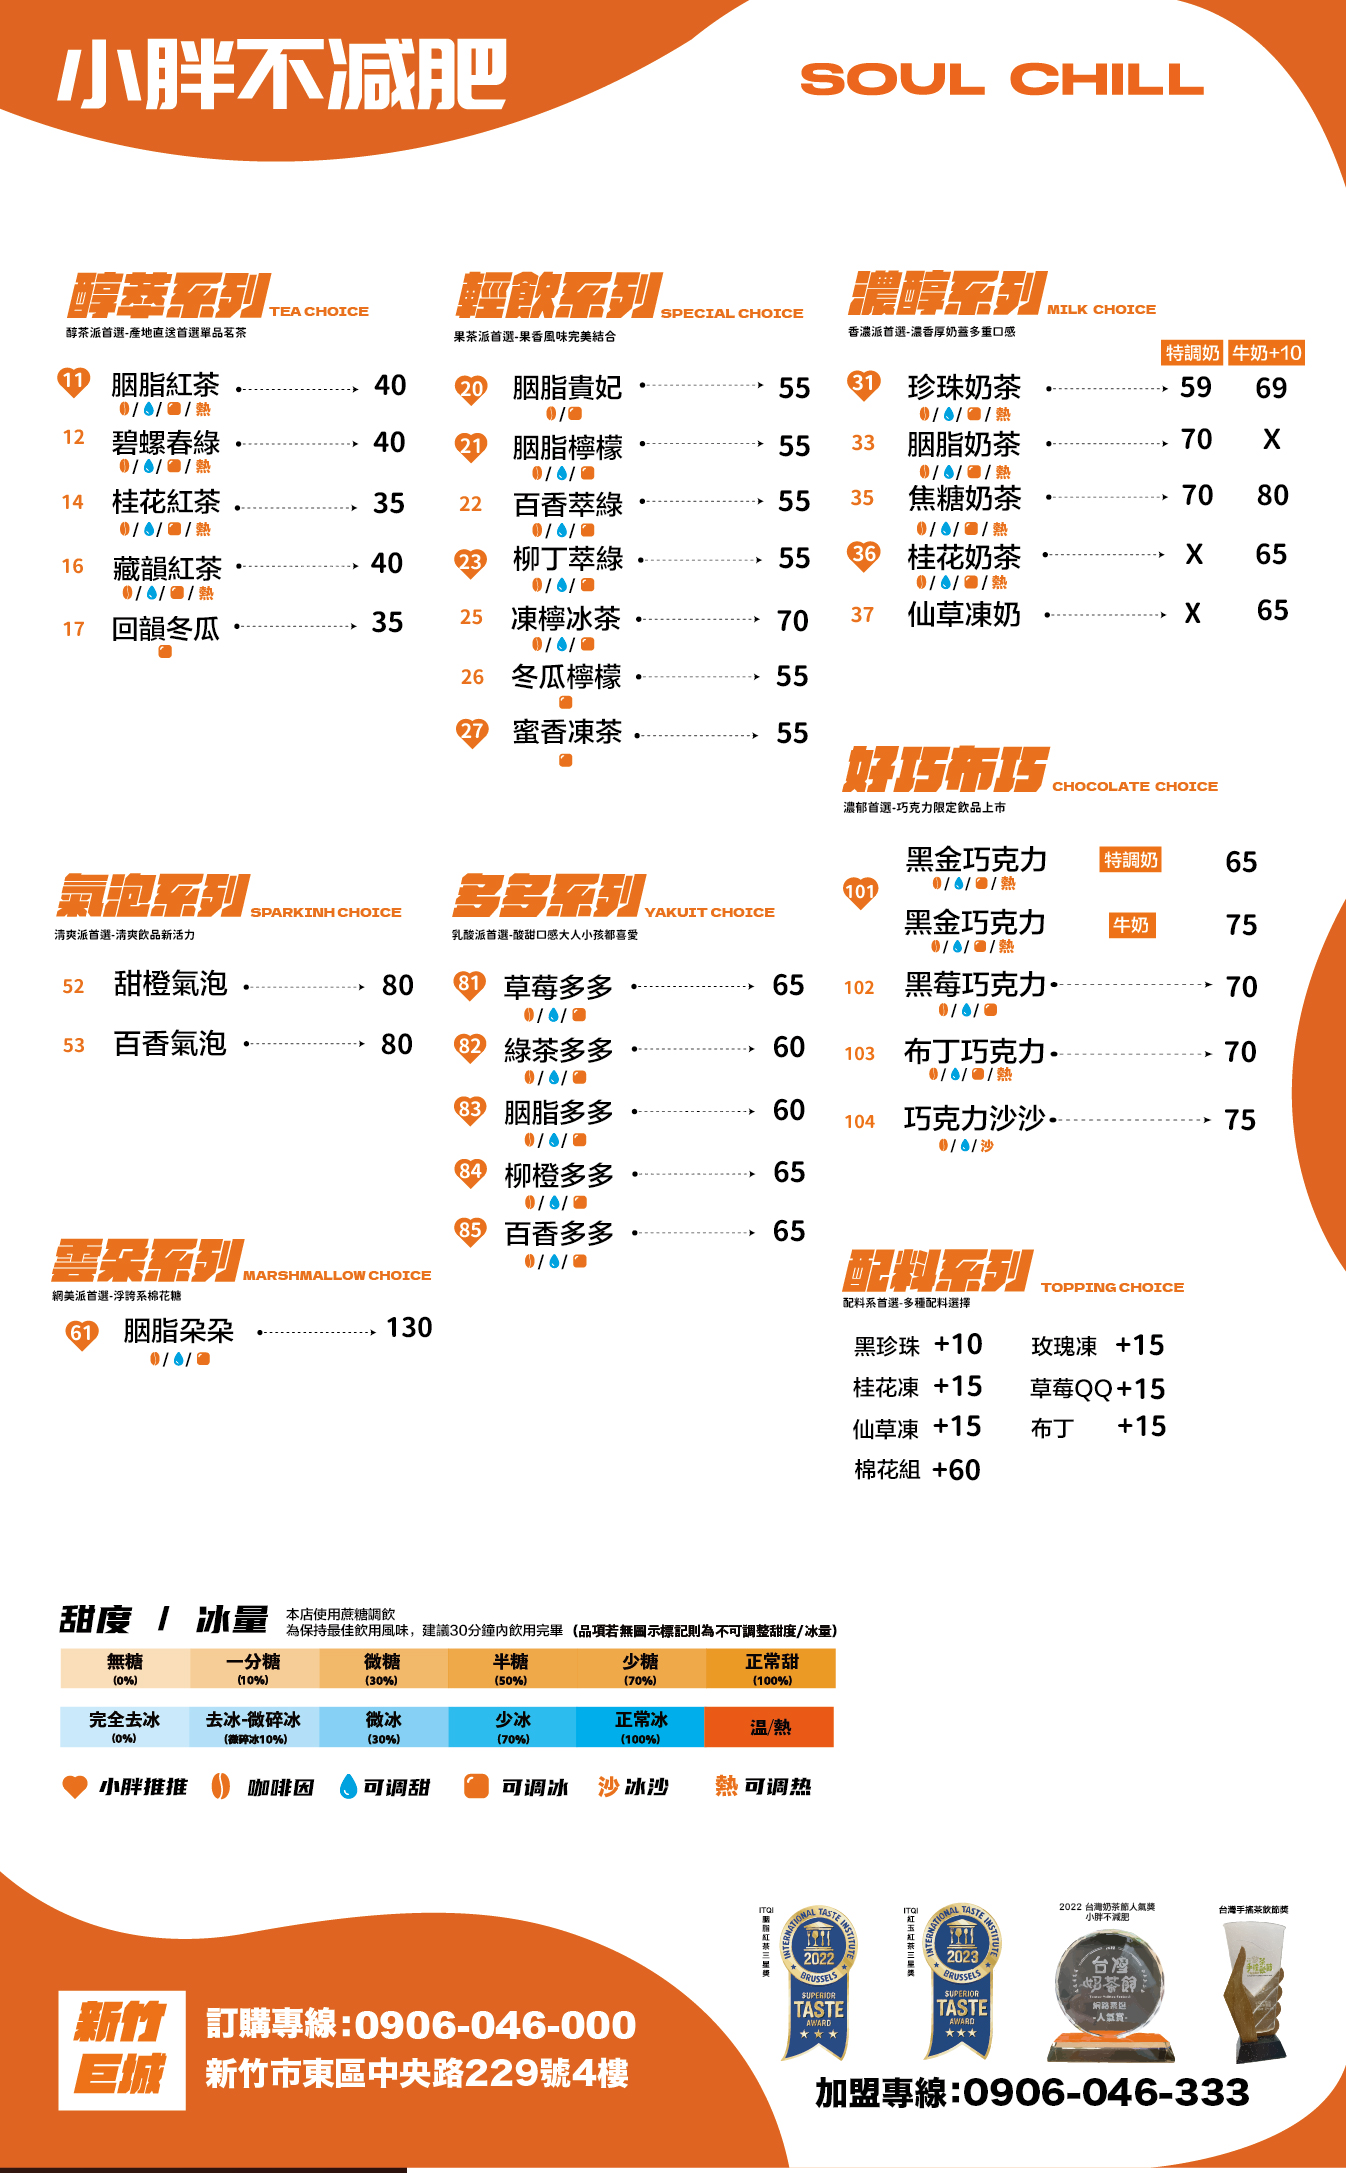 小胖不減肥
SOUL CHILL
醇萃系列 TEA CHOICE
醇茶派首選-產地直送首選單品茗茶
11 胭脂紅茶 40
/ / / 熱
12 碧螺春綠 40
/ / / 熱
14 桂花紅茶 35
/ / / 熱
16 藏韻紅茶 40
/ / / 熱
17 回韻冬瓜 35
輕飲系列 SPECIAL CHOICE
果茶派首選-果香風味完美結合
20 胭脂貴妃 55
/
21 胭脂檸檬 55
/ /
22 百香萃綠 55
/ /
23 柳丁萃綠 55
/ /
25 凍檸冰茶 70
/ /
26 冬瓜檸檬 55
27 蜜香凍茶 55
濃醇系列 MILK CHOICE
香濃派首選-濃香厚奶蓋多重口感
特調奶 牛奶+10
31 珍珠奶茶 59 69
/ / / 熱
33 胭脂奶茶 70 X
/ / / 熱
35 焦糖奶茶 70 80
/ / / 熱
36 桂花奶茶 X 65
/ / / 熱
37 仙草凍奶 X 65
好巧布巧 CHOCOLATE CHOICE
濃郁首選-巧克力限定飲品上市
101 黑金巧克力 特調奶 65
/ / / 熱
黑金巧克力 牛奶 75
/ / / 熱
102 黑莓巧克力 70
/ /
103 布丁巧克力 70
/ / / 熱
104 巧克力沙沙 75
/ / 沙
氣泡系列 SPARKINH CHOICE
清爽派首選-清爽飲品新活力
52 甜橙氣泡 80
53 百香氣泡 80
多多系列 YAKUIT CHOICE
乳酸派首選-酸甜口感大人小孩都喜愛
81 草莓多多 65
/ /
82 綠茶多多 60
/ /
83 胭脂多多 60
/ /
84 柳橙多多 65
/ /
85 百香多多 65
/ /
雲朵系列 MARSHMALLOW CHOICE
網美派首選-浮誇系棉花糖
61 胭脂朵朵 130
/ /
配料系列 TOPPING CHOICE
配料系首選-多種配料選擇
黑珍珠 +10 玫瑰凍 +15
桂花凍 +15 草莓QQ +15
仙草凍 +15 布丁 +15
棉花組 +60
甜度 / 冰量
本店使用蔗糖調飲
為保持最佳飲用風味，建議30分鐘內飲用完畢（品項若無圖示標記則為不可調整甜度/冰量）
無糖 一分糖 微糖 半糖 少糖 正常甜
(0%) (10%) (30%) (50%) (70%) (100%)
完全去冰 去冰-微碎冰 微冰 少冰 正常冰 温/熱
(0%) (微碎冰10%) (30%) (70%) (100%)
小胖推推 咖啡因 可调甜 可调冰 沙 冰沙 熱 可调热
ITQI 胭脂紅茶三星獎
INTERNATIONAL TASTE INSTITUTE
2022
BRUSSELS
SUPERIOR
TASTE
AWARD
ITQI 紅玉紅茶三星獎
INTERNATIONAL TASTE INSTITUTE
2023
BRUSSELS
SUPERIOR
TASTE
AWARD
2022 台灣奶茶節人氣獎
小胖不減肥
台灣
奶茶節
網路票選
-人氣賞-
台灣手搖茶飲節獎
新竹
巨城
訂購專線:0906-046-000
新竹市東區中央路229號4樓
加盟專線:0906-046-333